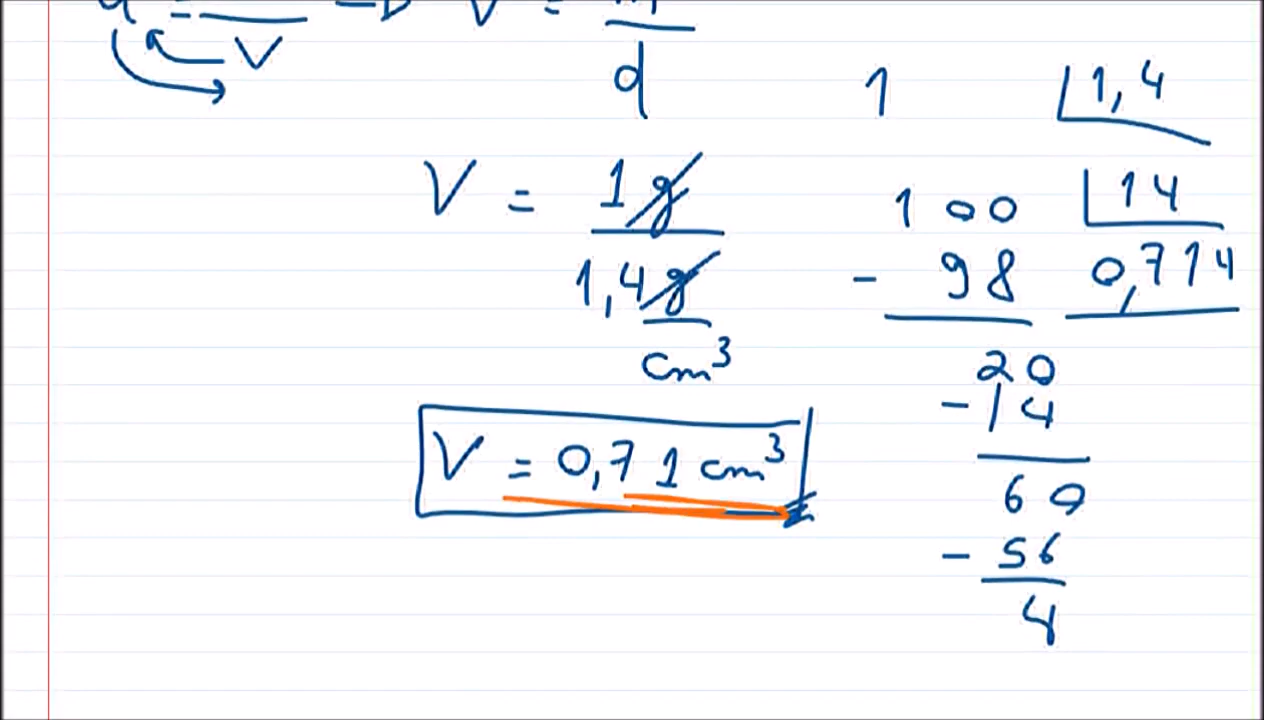 d = — V → V = m/d
V = 1g / 1,4 g/cm³
V = 0,71 cm³
1 | 1,4
100 | 14
- 98 0,714
20
- 14
60
- 56
4